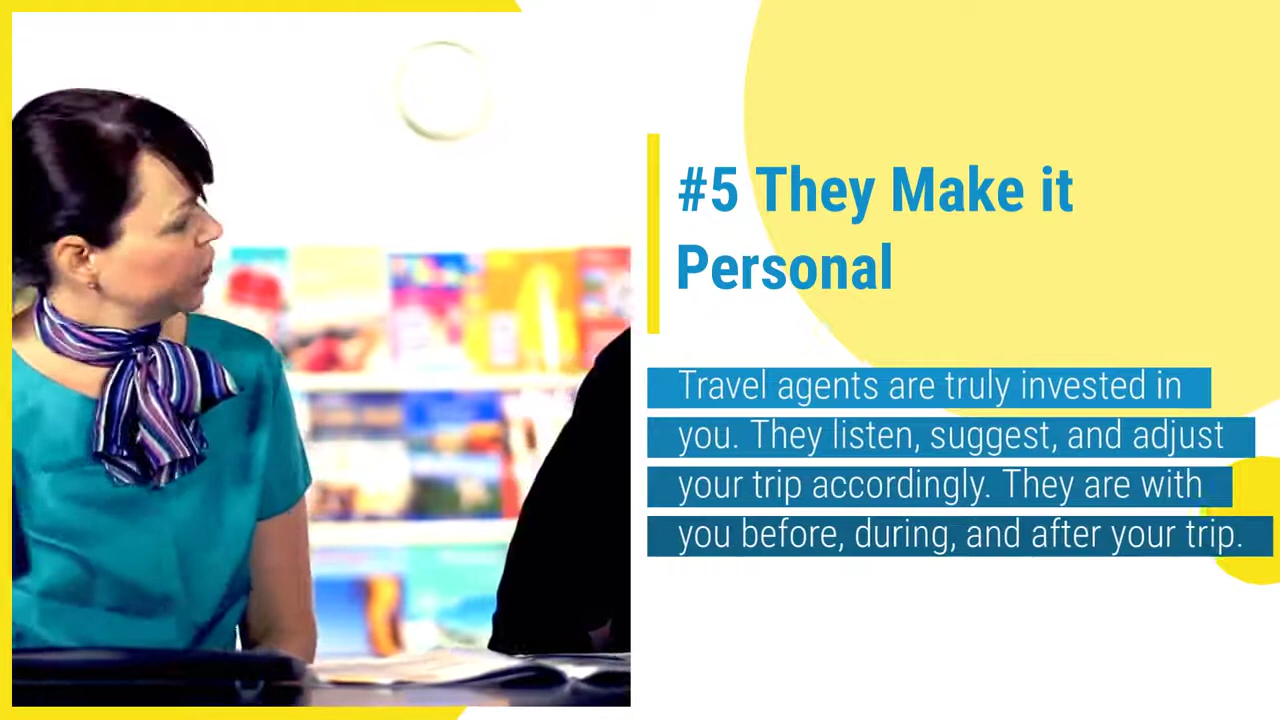 #5 They Make it
Personal
Travel agents are truly invested in
you. They listen, suggest, and adjust
your trip accordingly. They are with
you before, during, and after your trip.